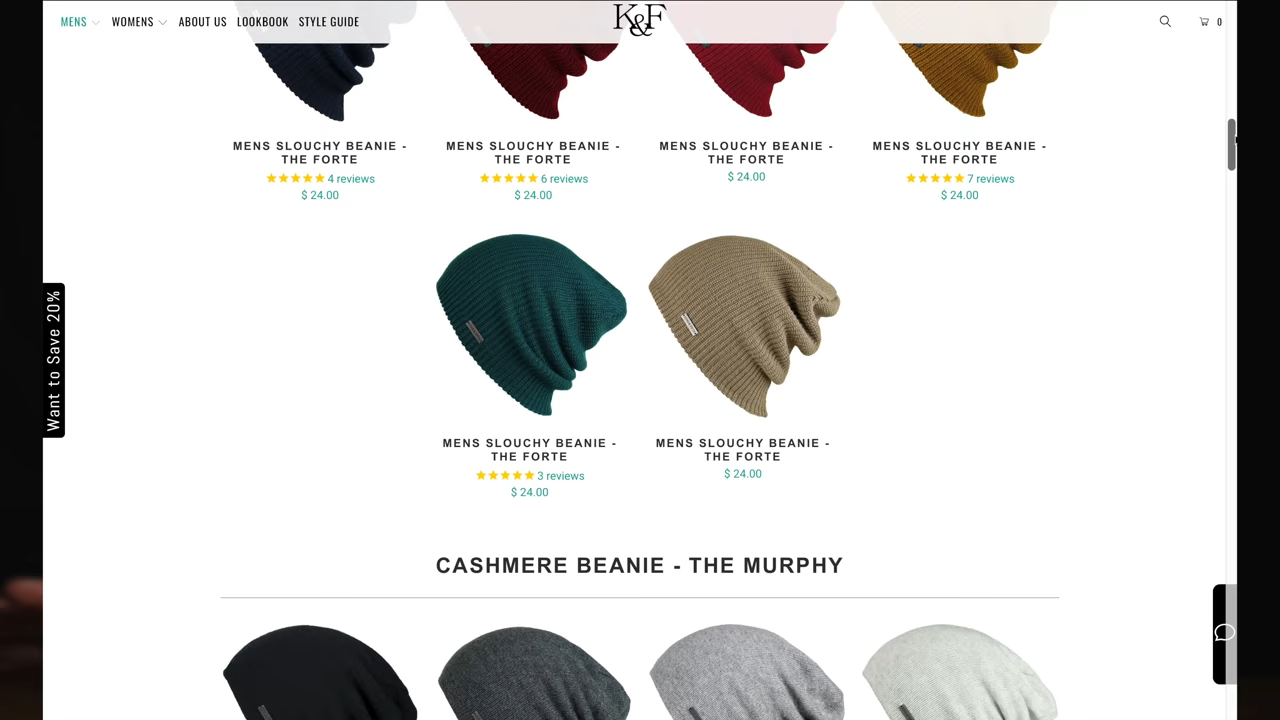 MENS WOMENS ABOUT US LOOKBOOK STYLE GUIDE K&F 0
MENS SLOUCHY BEANIE -
THE FORTE
4 reviews
$ 24.00
MENS SLOUCHY BEANIE -
THE FORTE
6 reviews
$ 24.00
MENS SLOUCHY BEANIE -
THE FORTE
$ 24.00
MENS SLOUCHY BEANIE -
THE FORTE
7 reviews
$ 24.00
Want to Save 20%
MENS SLOUCHY BEANIE -
THE FORTE
3 reviews
$ 24.00
MENS SLOUCHY BEANIE -
THE FORTE
$ 24.00
CASHMERE BEANIE - THE MURPHY